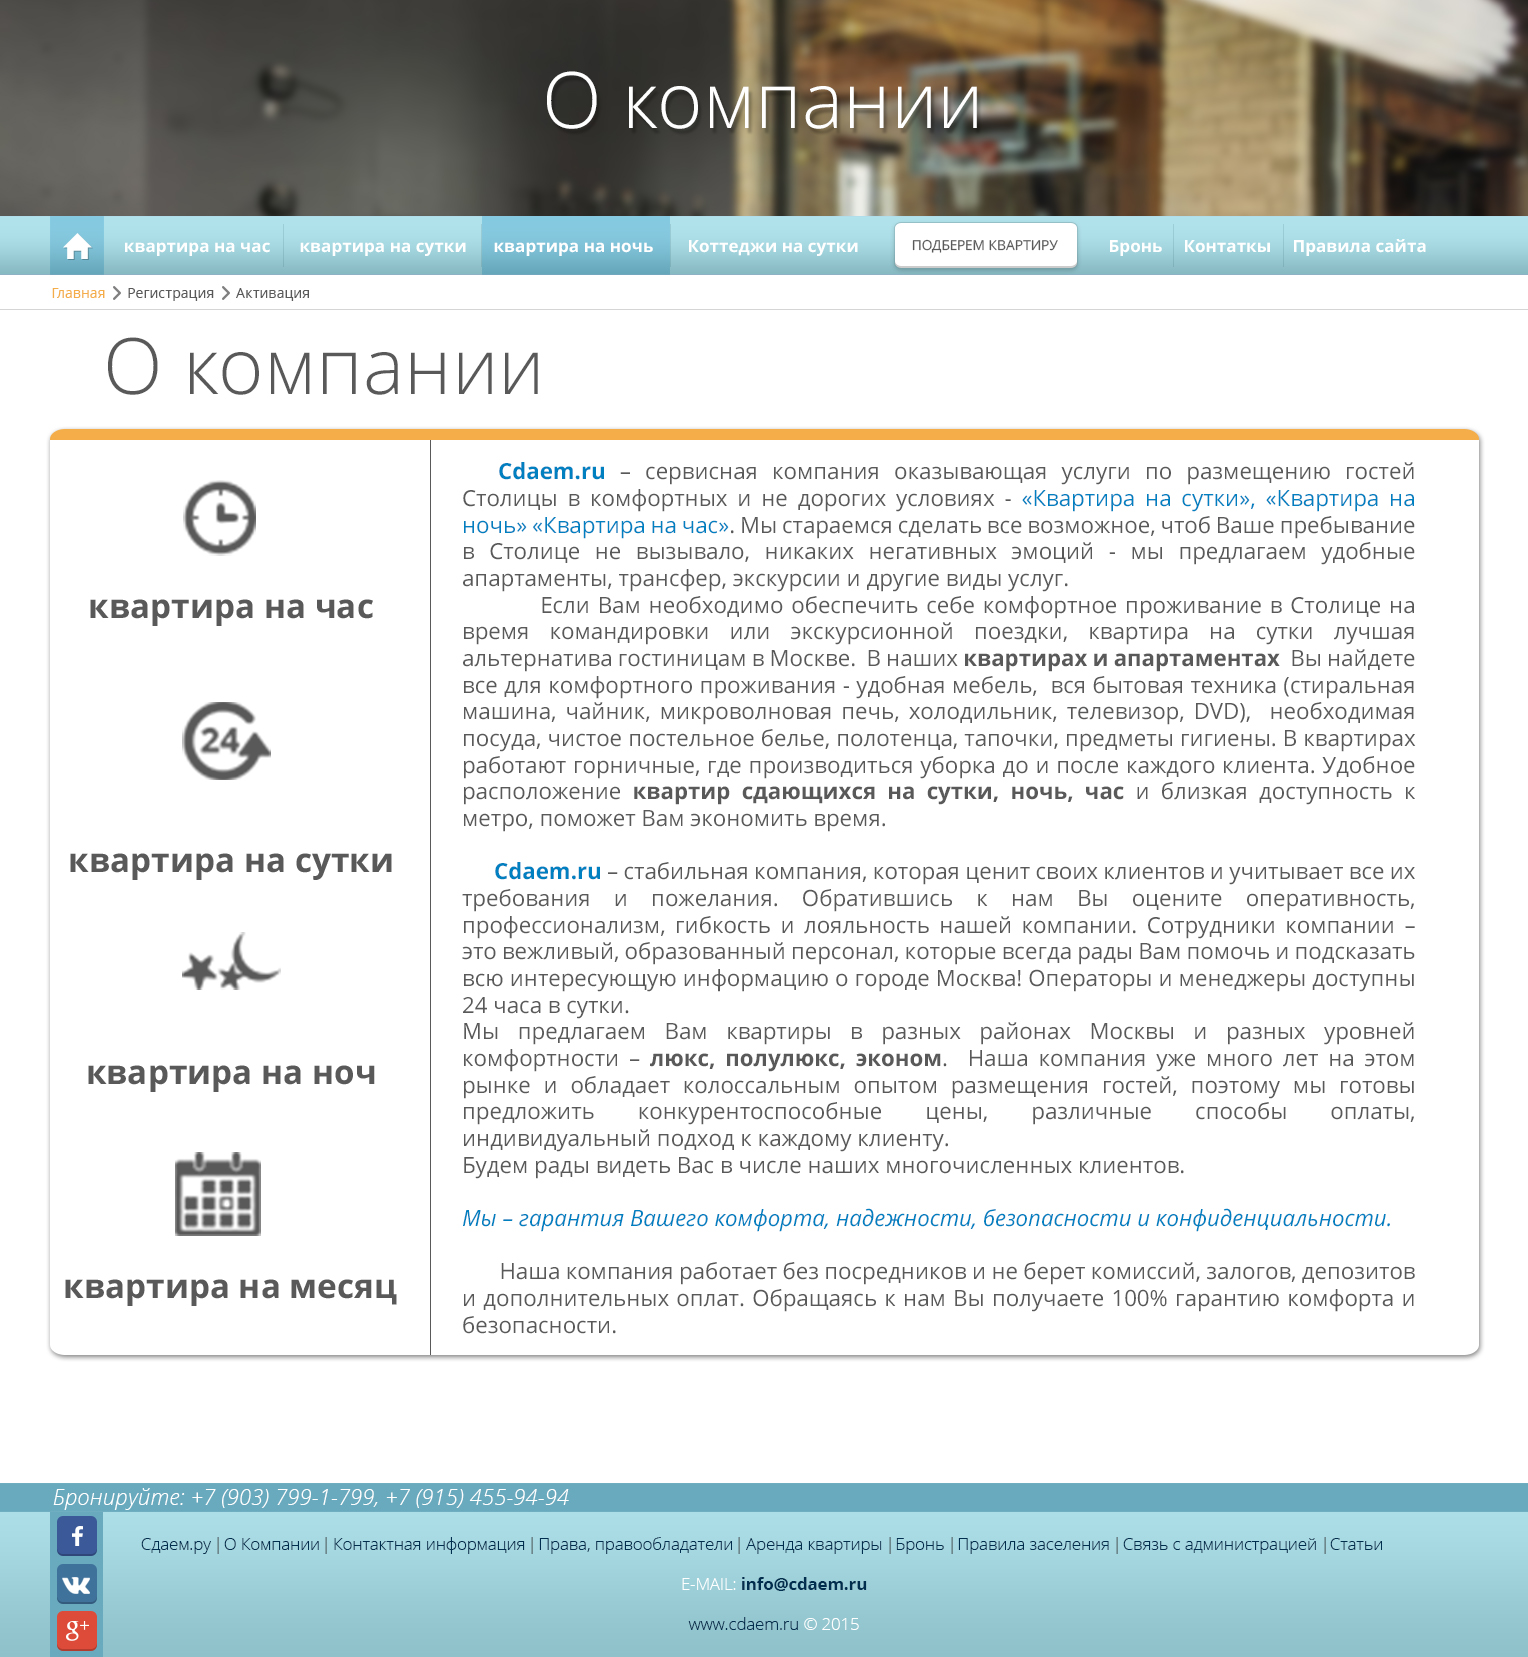 О компании
квартира на час
квартира на сутки
квартира на ночь
Коттеджи на сутки
ПОДБЕРЕМ КВАРТИРУ
Бронь
Контаткы
Правила сайта
Главная
Регистрация
Активация
О компании
квартира на час
24
квартира на сутки
квартира на ноч
квартира на месяц
Cdaem.ru – сервисная компания оказывающая услуги по размещению гостей
Столицы в комфортных и не дорогих условиях - «Квартира на сутки», «Квартира на
ночь» «Квартира на час». Мы стараемся сделать все возможное, чтоб Ваше пребывание
в Столице не вызывало, никаких негативных эмоций - мы предлагаем удобные
апартаменты, трансфер, экскурсии и другие виды услуг.
Если Вам необходимо обеспечить себе комфортное проживание в Столице на
время командировки или экскурсионной поездки, квартира на сутки лучшая
альтернатива гостиницам в Москве. В наших квартирах и апартаментах Вы найдете
все для комфортного проживания - удобная мебель, вся бытовая техника (стиральная
машина, чайник, микроволновая печь, холодильник, телевизор, DVD), необходимая
посуда, чистое постельное белье, полотенца, тапочки, предметы гигиены. В квартирах
работают горничные, где производиться уборка до и после каждого клиента. Удобное
расположение квартир сдающихся на сутки, ночь, час и близкая доступность к
метро, поможет Вам экономить время.
Cdaem.ru – стабильная компания, которая ценит своих клиентов и учитывает все их
требования и пожелания. Обратившись к нам Вы оцените оперативность,
профессионализм, гибкость и лояльность нашей компании. Сотрудники компании –
это вежливый, образованный персонал, которые всегда рады Вам помочь и подсказать
всю интересующую информацию о городе Москва! Операторы и менеджеры доступны
24 часа в сутки.
Мы предлагаем Вам квартиры в разных районах Москвы и разных уровней
комфортности – люкс, полулюкс, эконом. Наша компания уже много лет на этом
рынке и обладает колоссальным опытом размещения гостей, поэтому мы готовы
предложить конкурентоспособные цены, различные способы оплаты,
индивидуальный подход к каждому клиенту.
Будем рады видеть Вас в числе наших многочисленных клиентов.
Мы – гарантия Вашего комфорта, надежности, безопасности и конфиденциальности.
Наша компания работает без посредников и не берет комиссий, залогов, депозитов
и дополнительных оплат. Обращаясь к нам Вы получаете 100% гарантию комфорта и
безопасности.
Бронируйте: +7 (903) 799-1-799, +7 (915) 455-94-94
Сдаем.ру | О Компании | Контактная информация | Права, правообладатели | Аренда квартиры | Бронь | Правила заселения | Связь с администрацией | Статьи
E-MAIL: info@cdaem.ru
www.cdaem.ru © 2015
f
g+